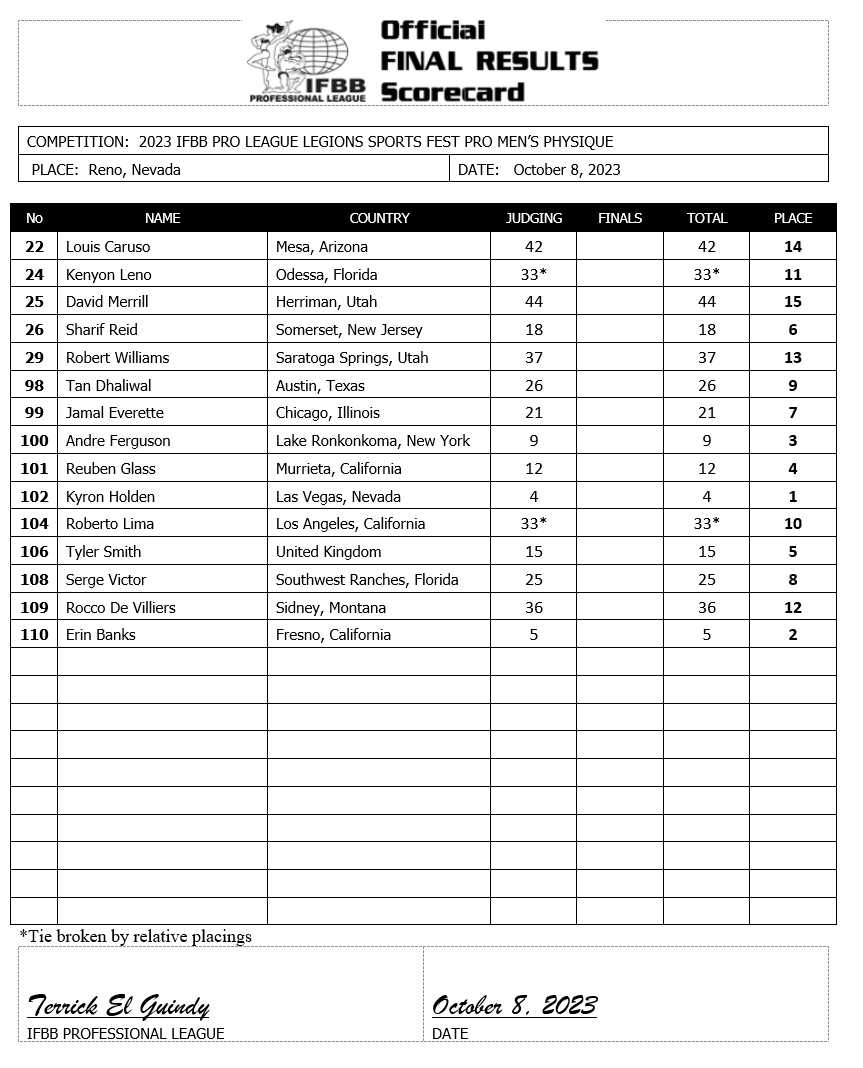 Official
FINAL RESULTS
Scorecard
IFBB
PROFESSIONAL LEAGUE
COMPETITION: 2023 IFBB PRO LEAGUE LEGIONS SPORTS FEST PRO MEN’S PHYSIQUE
PLACE: Reno, Nevada DATE: October 8, 2023
No NAME COUNTRY JUDGING FINALS TOTAL PLACE
22 Louis Caruso Mesa, Arizona 42 42 14
24 Kenyon Leno Odessa, Florida 33* 33* 11
25 David Merrill Herriman, Utah 44 44 15
26 Sharif Reid Somerset, New Jersey 18 18 6
29 Robert Williams Saratoga Springs, Utah 37 37 13
98 Tan Dhaliwal Austin, Texas 26 26 9
99 Jamal Everette Chicago, Illinois 21 21 7
100 Andre Ferguson Lake Ronkonkoma, New York 9 9 3
101 Reuben Glass Murrieta, California 12 12 4
102 Kyron Holden Las Vegas, Nevada 4 4 1
104 Roberto Lima Los Angeles, California 33* 33* 10
106 Tyler Smith United Kingdom 15 15 5
108 Serge Victor Southwest Ranches, Florida 25 25 8
109 Rocco De Villiers Sidney, Montana 36 36 12
110 Erin Banks Fresno, California 5 5 2
*Tie broken by relative placings
Terrick El Guindy October 8, 2023
IFBB PROFESSIONAL LEAGUE DATE